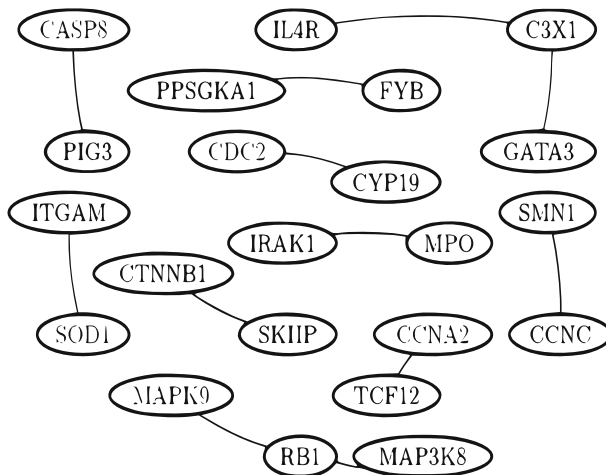 CASP8 IL4R C3X1
PPSGKA1 FYB
PIG3 CDC2 GATA3
CYP19
ITGAM SMN1
IRAK1 MPO
CTNNB1
SOD1 SKIIP CCNA2 CCNC
MAPK9 TCF12
RB1 MAP3K8